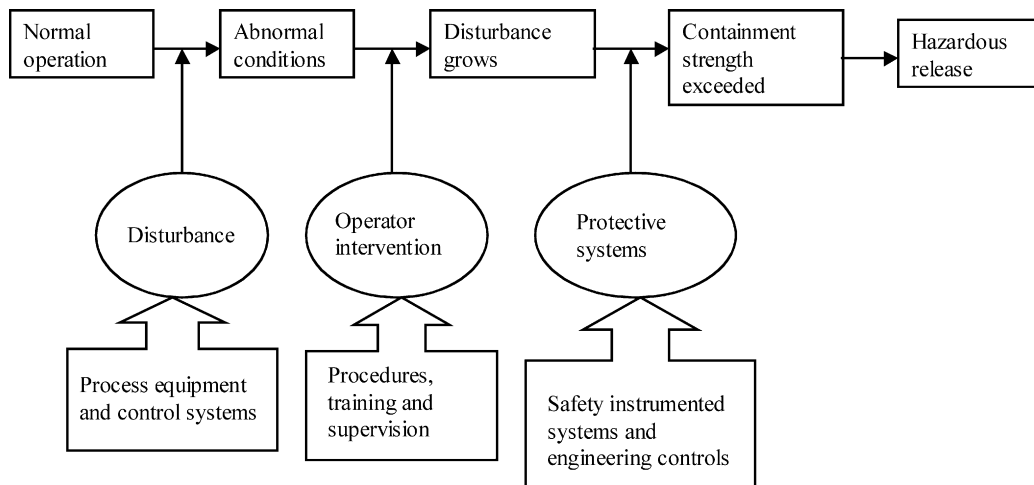 Normal
operation
Abnormal
conditions
Disturbance
grows
Containment
strength
exceeded
Hazardous
release
Disturbance
Operator
intervention
Protective
systems
Process equipment
and control systems
Procedures,
training and
supervision
Safety instrumented
systems and
engineering controls